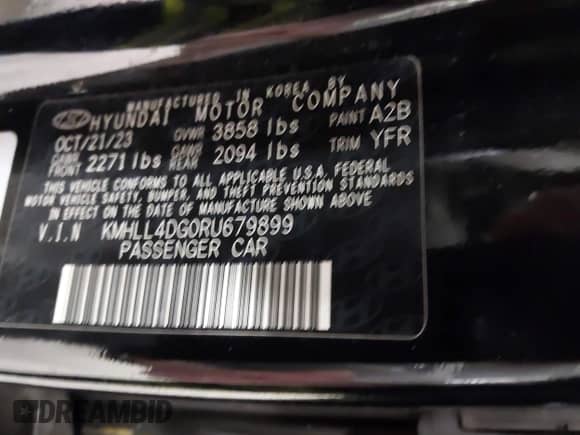 MANUFACTURED IN KOREA BY
HYUNDAI MOTOR COMPANY
OCT/21/23 GVWR 3858 lbs PAINT A2B
GAWR FRONT 2271 lbs GAWR REAR 2094 lbs TRIM YFR
THIS VEHICLE CONFORMS TO ALL APPLICABLE U.S.A. FEDERAL
MOTOR VEHICLE SAFETY, BUMPER, AND THEFT PREVENTION STANDARDS
IN EFFECT ON THE DATE OF MANUFACTURE SHOWN ABOVE
V.I.N KMHLL4DG0RU679899
PASSENGER CAR
DREAMBID